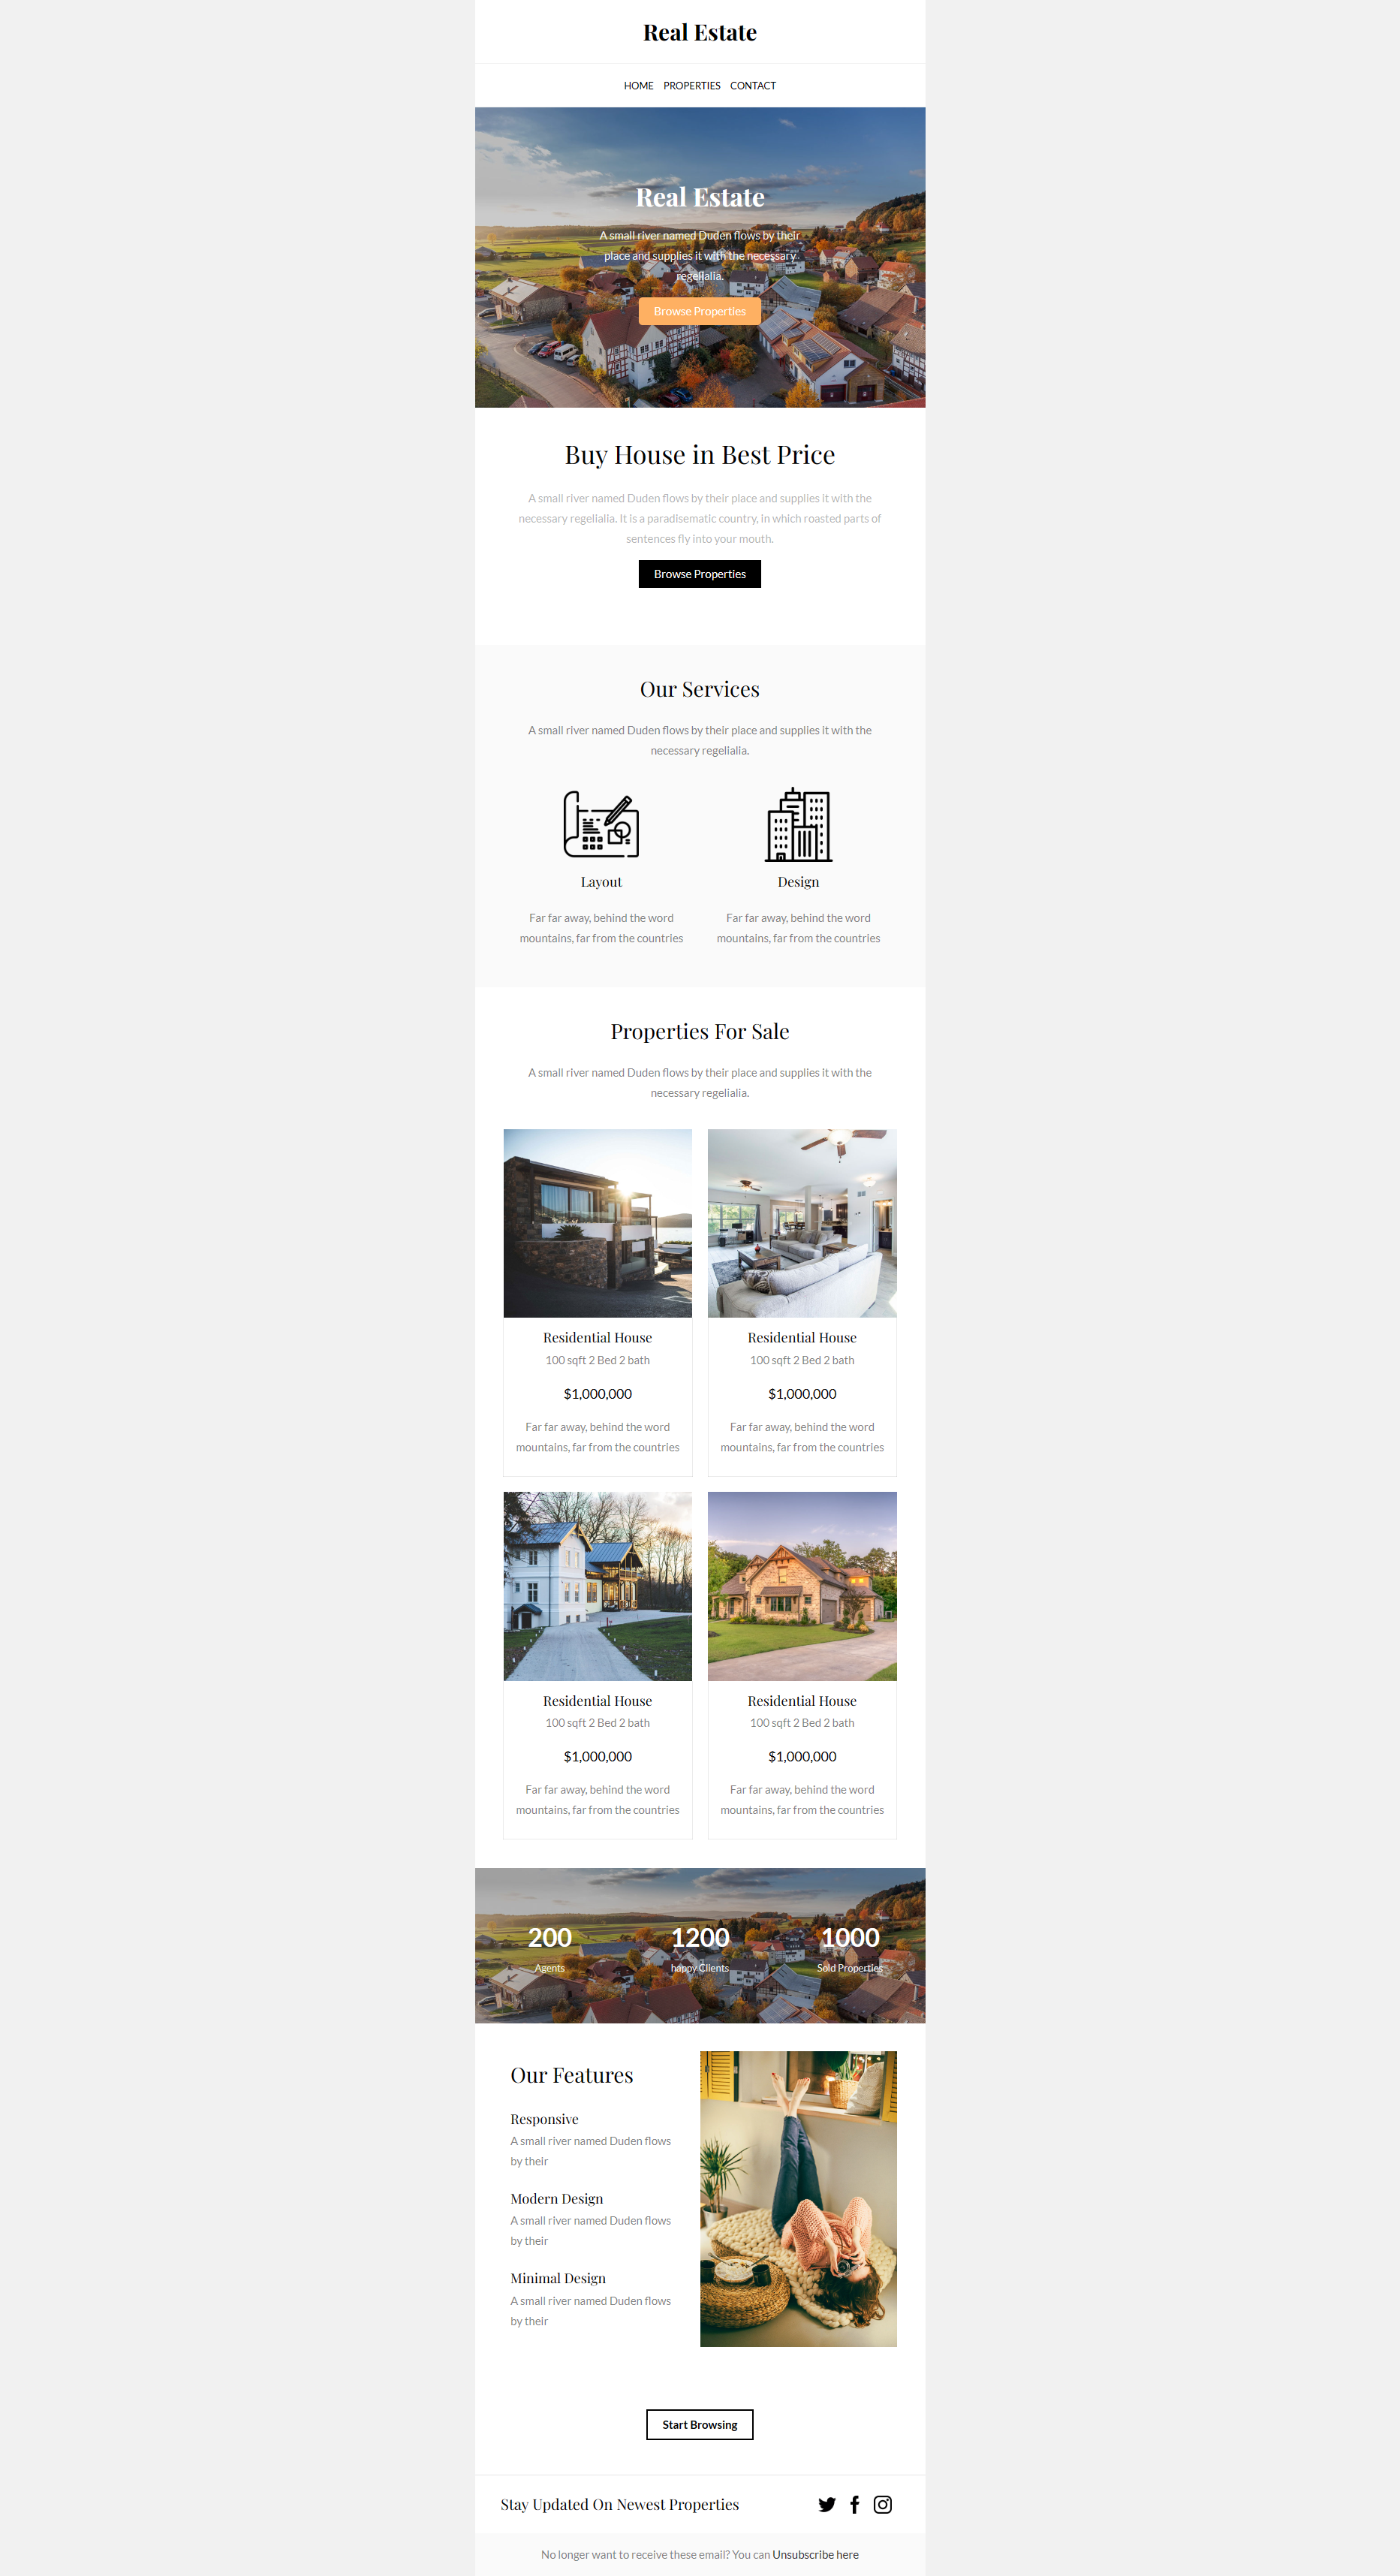 Real Estate
HOME PROPERTIES CONTACT
Real Estate
A small river named Duden flows by their
place and supplies it with the necessary
regelialia.
Browse Properties
Buy House in Best Price
A small river named Duden flows by their place and supplies it with the
necessary regelialia. It is a paradisematic country, in which roasted parts of
sentences fly into your mouth.
Browse Properties
Our Services
A small river named Duden flows by their place and supplies it with the
necessary regelialia.
Layout
Far far away, behind the word
mountains, far from the countries
Design
Far far away, behind the word
mountains, far from the countries
Properties For Sale
A small river named Duden flows by their place and supplies it with the
necessary regelialia.
Residential House
100 sqft 2 Bed 2 bath
$1,000,000
Far far away, behind the word
mountains, far from the countries
Residential House
100 sqft 2 Bed 2 bath
$1,000,000
Far far away, behind the word
mountains, far from the countries
Residential House
100 sqft 2 Bed 2 bath
$1,000,000
Far far away, behind the word
mountains, far from the countries
Residential House
100 sqft 2 Bed 2 bath
$1,000,000
Far far away, behind the word
mountains, far from the countries
200
Agents
1200
happy Clients
1000
Sold Properties
Our Features
Responsive
A small river named Duden flows
by their
Modern Design
A small river named Duden flows
by their
Minimal Design
A small river named Duden flows
by their
Start Browsing
Stay Updated On Newest Properties
No longer want to receive these email? You can Unsubscribe here